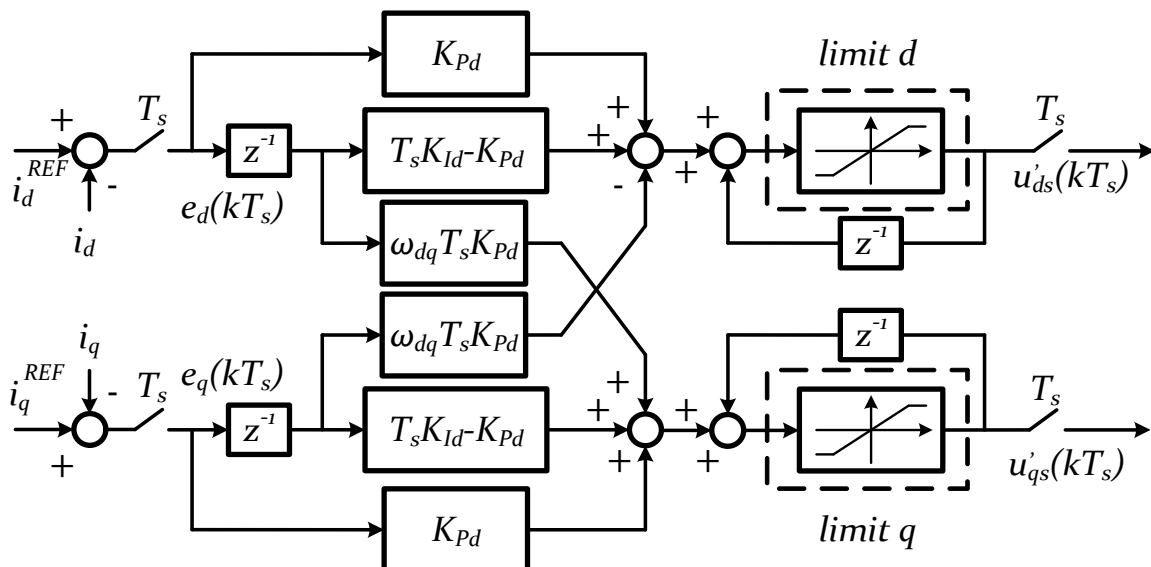 K_Pd
limit d
+
T_s
+
+
T_s
i_d^REF
-
z^-1
T_sK_Id-K_Pd
+
+
-
+
i_d
e_d(kT_s)
u'_ds(kT_s)
z^-1
ω_dqT_sK_Pd
ω_dqT_sK_Pd
i_q
z^-1
i_q^REF
-
T_s
e_q(kT_s)
+
T_s
z^-1
T_sK_Id-K_Pd
+
+
+
+
+
u'_qs(kT_s)
K_Pd
limit q